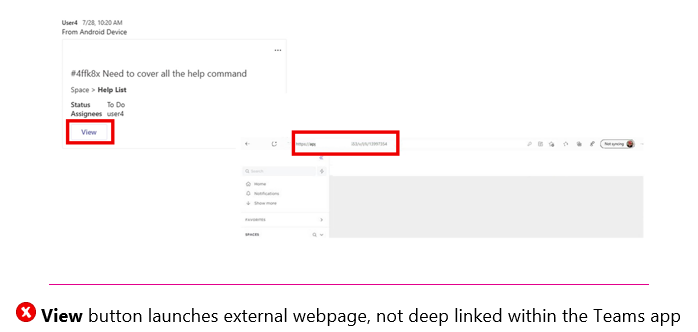 User4 7/28, 10:20 AM
From Android Device
...
#4ffk8x Need to cover all the help command
Space > Help List
Status To Do
Assignees user4
View
https://app
Not syncing
Search
Home
Notifications
Show more
FAVORITES
SPACES
View button launches external webpage, not deep linked within the Teams app